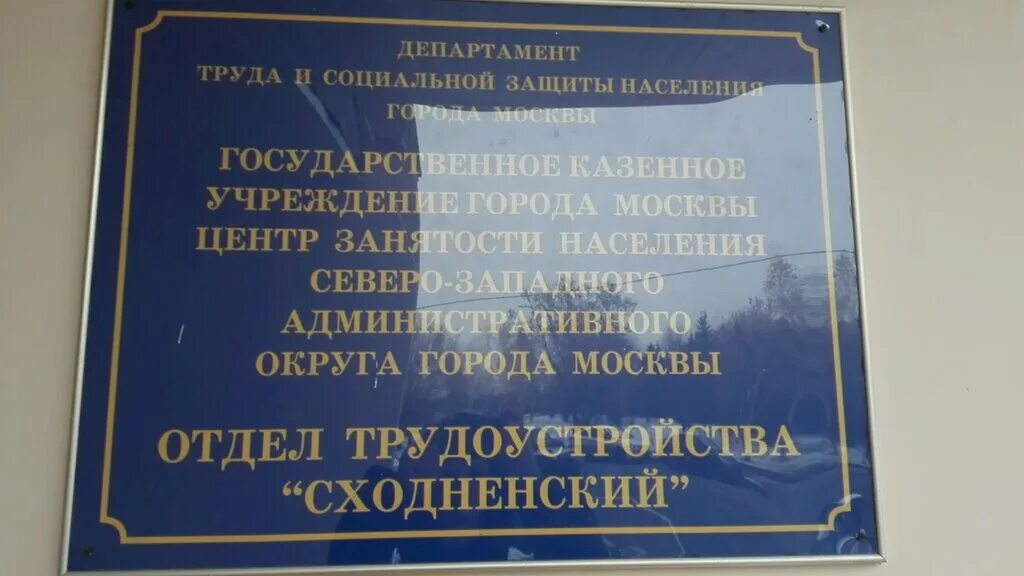 ДЕПАРТАМЕНТ
ТРУДА И СОЦИАЛЬНОЙ ЗАЩИТЫ НАСЕЛЕНИЯ
ГОРОДА МОСКВЫ
ГОСУДАРСТВЕННОЕ КАЗЕННОЕ
УЧРЕЖДЕНИЕ ГОРОДА МОСКВЫ
ЦЕНТР ЗАНЯТОСТИ НАСЕЛЕНИЯ
СЕВЕРО-ЗАПАДНОГО
АДМИНИСТРАТИВНОГО
ОКРУГА ГОРОДА МОСКВЫ
ОТДЕЛ ТРУДОУСТРОЙСТВА
“СХОДНЕНСКИЙ”